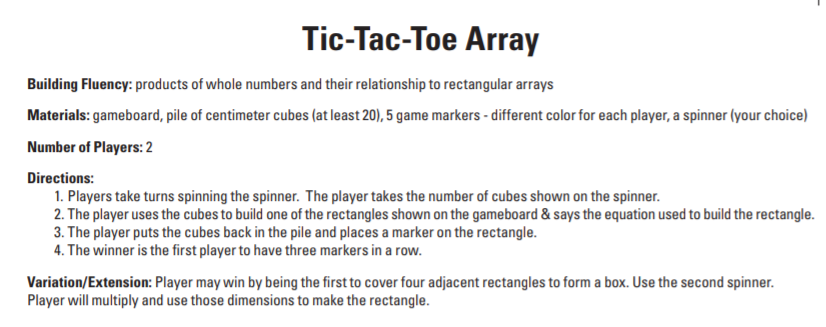 Tic-Tac-Toe Array
Building Fluency: products of whole numbers and their relationship to rectangular arrays
Materials: gameboard, pile of centimeter cubes (at least 20), 5 game markers - different color for each player, a spinner (your choice)
Number of Players: 2
Directions:
1. Players take turns spinning the spinner. The player takes the number of cubes shown on the spinner.
2. The player uses the cubes to build one of the rectangles shown on the gameboard & says the equation used to build the rectangle.
3. The player puts the cubes back in the pile and places a marker on the rectangle.
4. The winner is the first player to have three markers in a row.
Variation/Extension: Player may win by being the first to cover four adjacent rectangles to form a box. Use the second spinner.
Player will multiply and use those dimensions to make the rectangle.